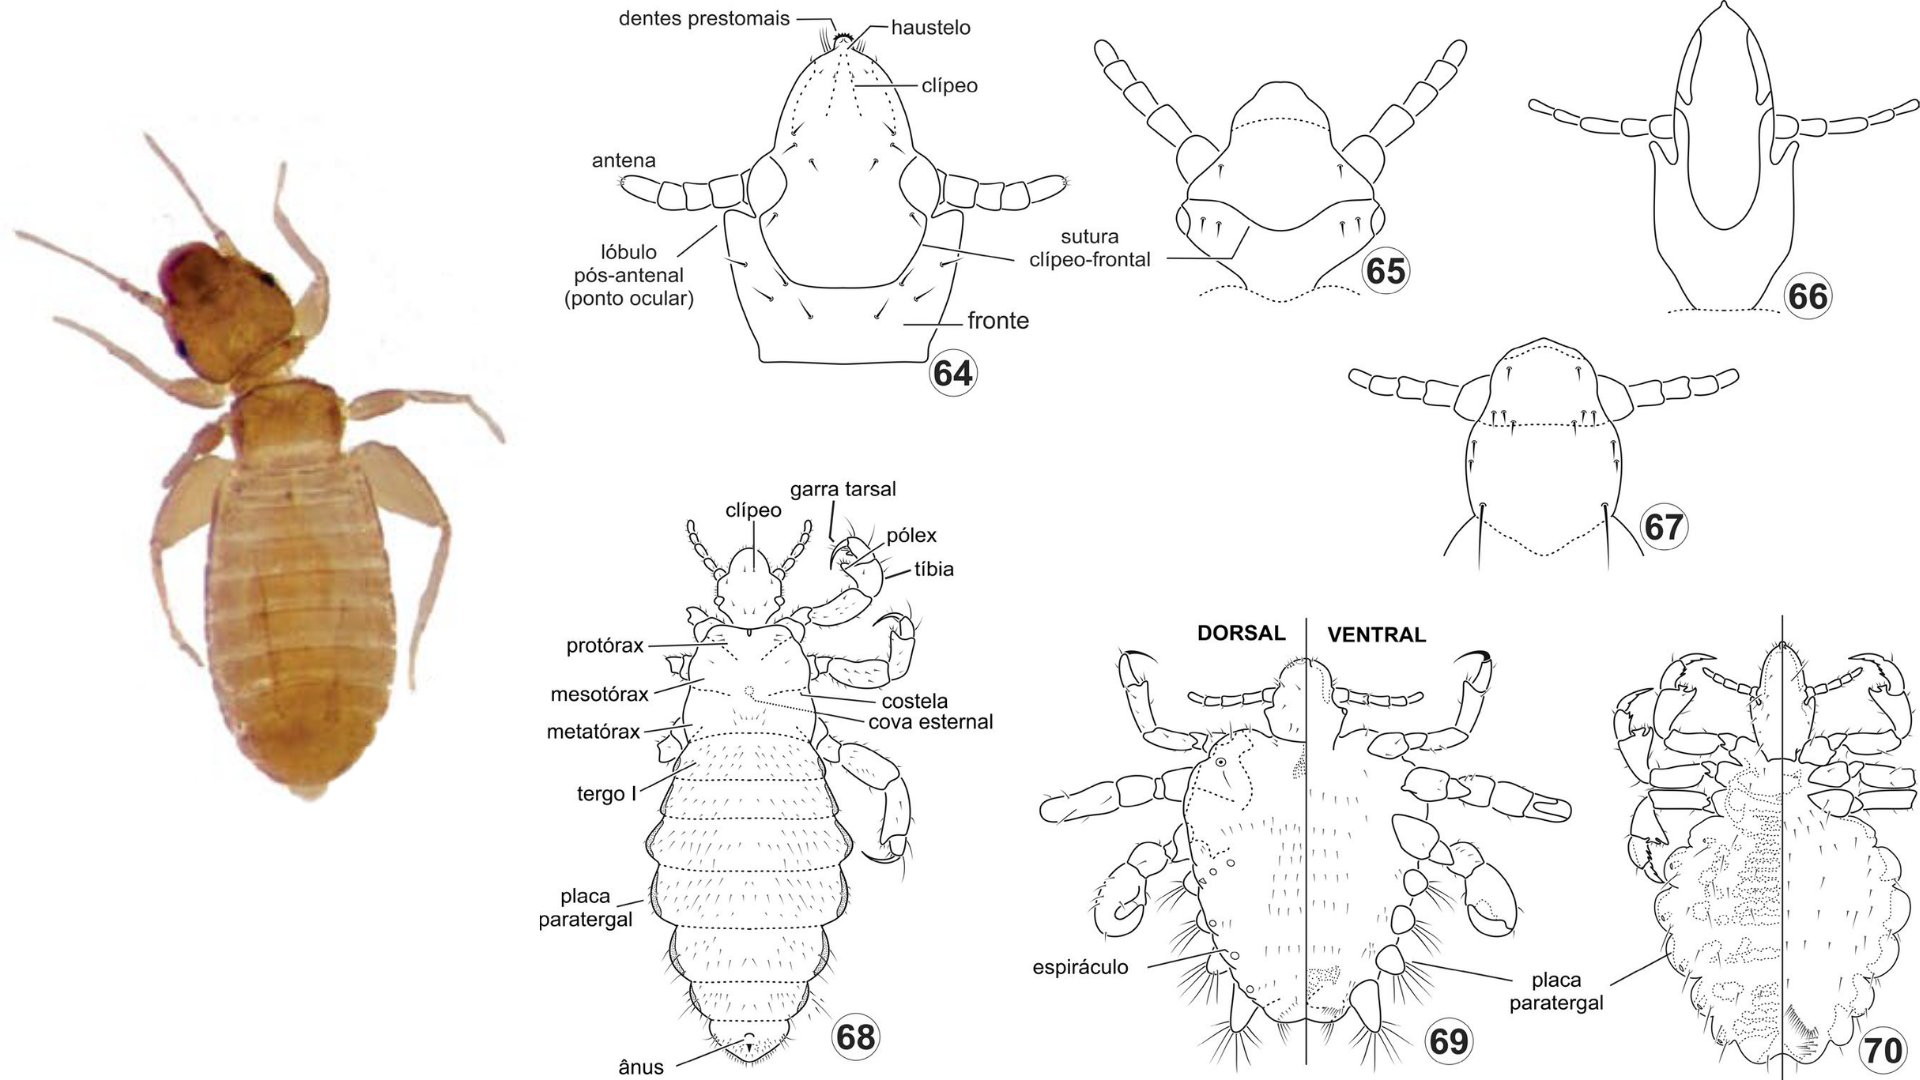 dentes prestomais
haustelo
clípeo
antena
lóbulo
pós-antenal
(ponto ocular)
sutura
clípeo-frontal
fronte
64
65
66
67
garra tarsal
clípeo
pólex
tíbia
protórax
mesotórax
metatórax
costela
cova esternal
tergo I
placa
paratergal
ânus
68
DORSAL
VENTRAL
espiráculo
placa
paratergal
69
70